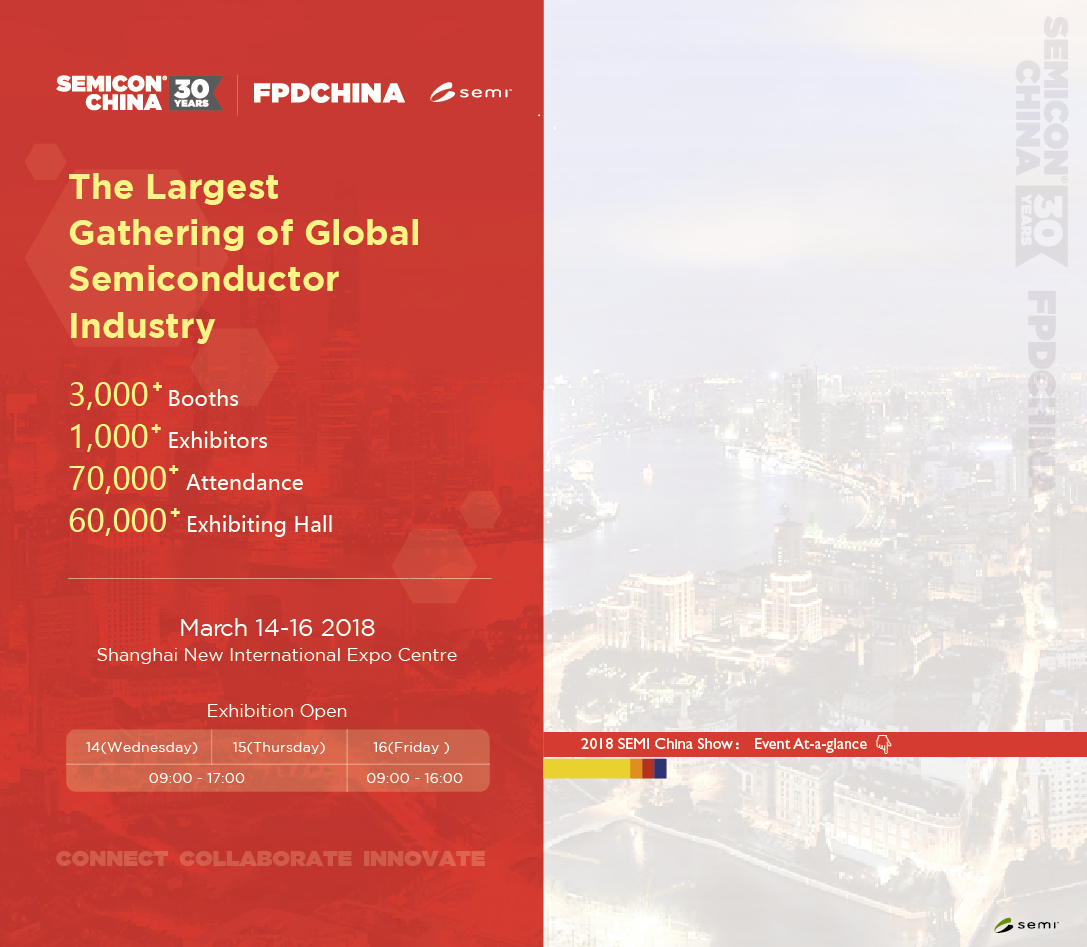 SEMICON®
CHINA
30
YEARS
FPDCHINA
semi
The Largest
Gathering of Global
Semiconductor
Industry
3,000+ Booths
1,000+ Exhibitors
70,000+ Attendance
60,000+ Exhibiting Hall
March 14-16 2018
Shanghai New International Expo Centre
Exhibition Open
14(Wednesday) 15(Thursday) 16(Friday )
09:00 - 17:00 09:00 - 16:00
CONNECT COLLABORATE INNOVATE
SEMICON®
CHINA
30
YEARS
FPDCHINA
2018 SEMI China Show: Event At-a-glance
semi